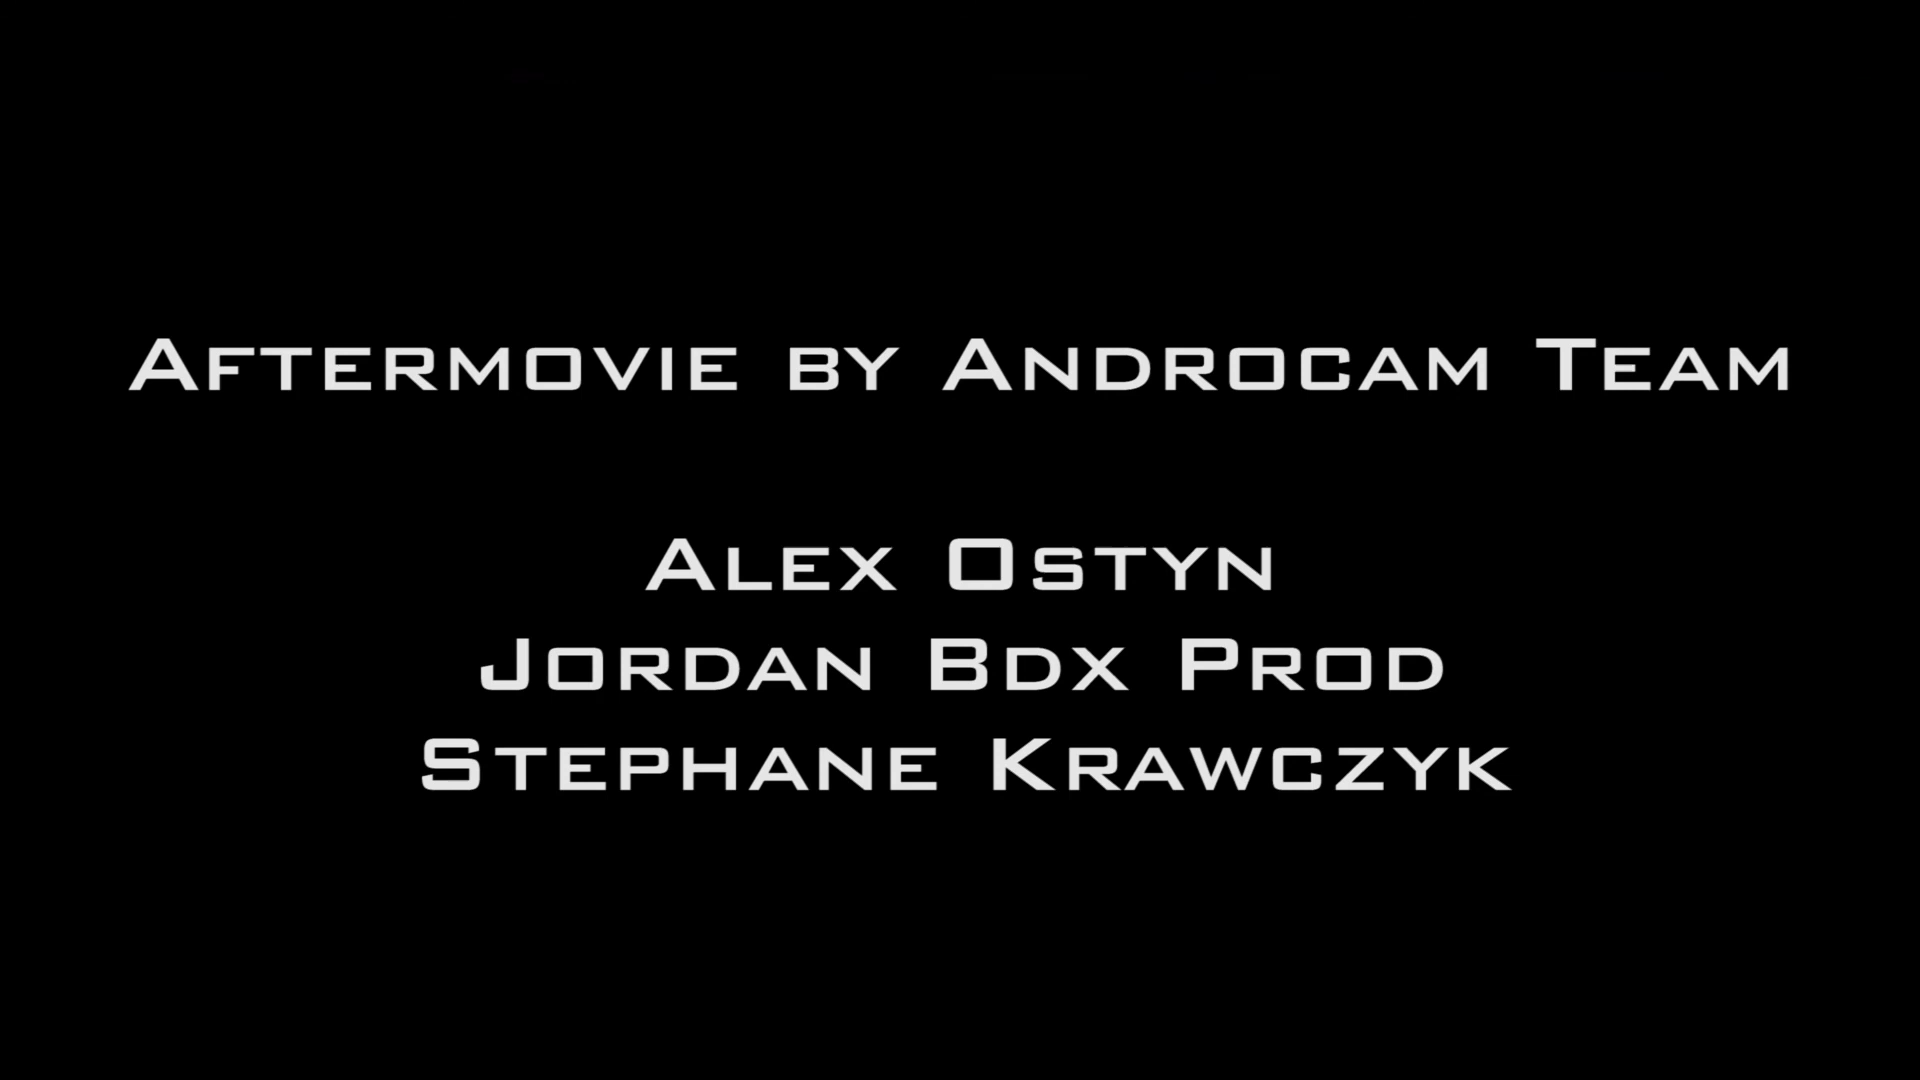 Aftermovie by Androcam Team
Alex Ostyn
Jordan Bdx Prod
Stephane Krawczyk